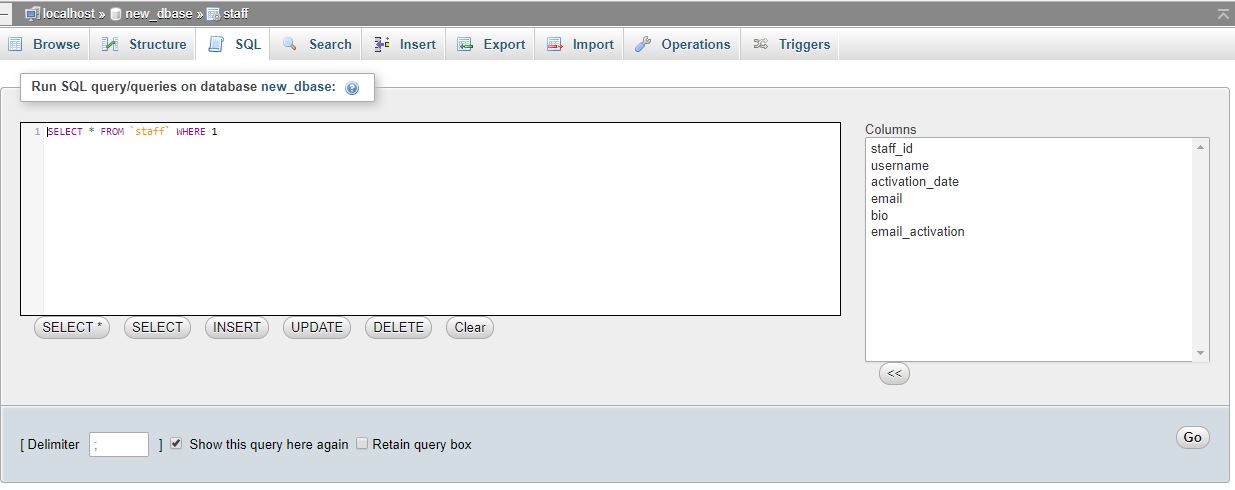 localhost » new_dbase » staff
Browse Structure SQL Search Insert Export Import Operations Triggers
Run SQL query/queries on database new_dbase:
1 SELECT * FROM `staff` WHERE 1
Columns
staff_id
username
activation_date
email
bio
email_activation
SELECT * SELECT INSERT UPDATE DELETE Clear
<<
[ Delimiter ; ] Show this query here again Retain query box
Go